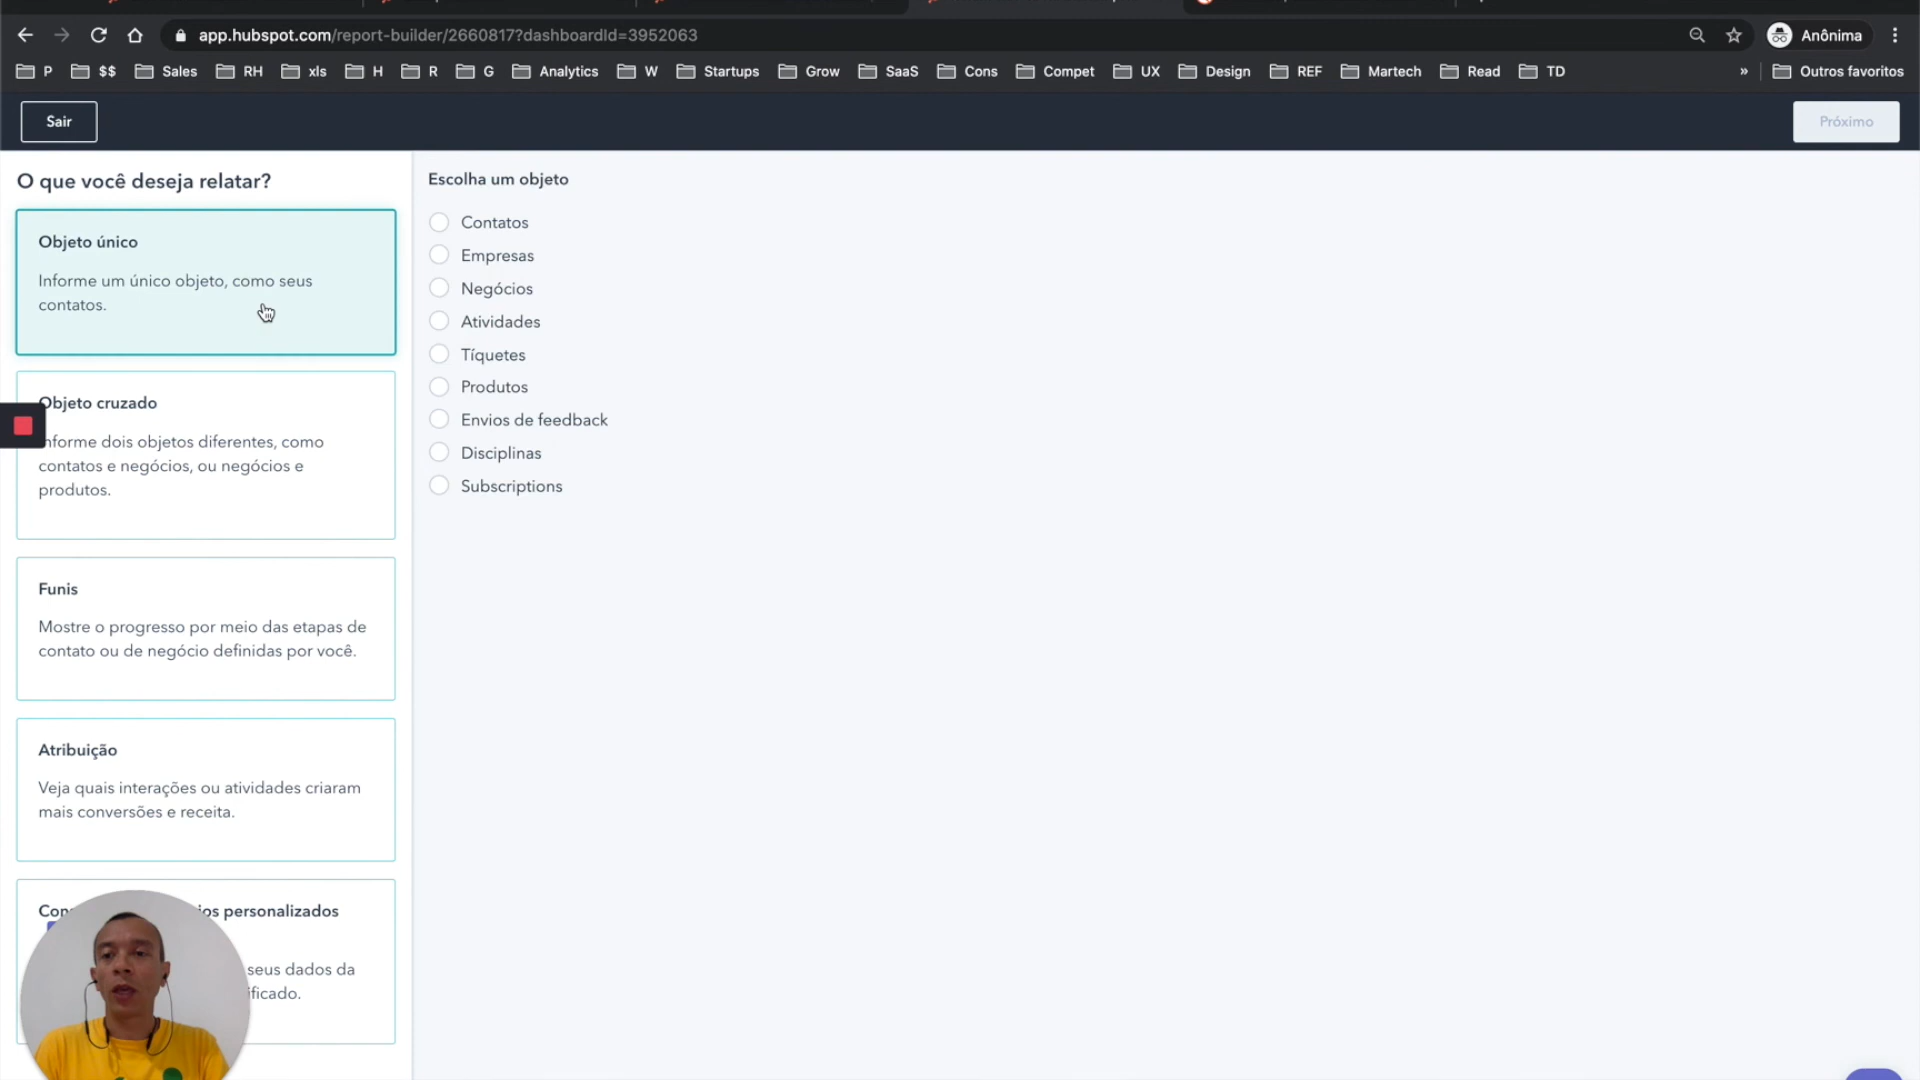 app.hubspot.com/report-builder/2660817?dashboardId=3952063
Anônima
P $$ Sales RH xls H R G Analytics W Startups Grow SaaS Cons Compet UX Design REF Martech Read TD » Outros favoritos
Sair
Próximo
O que você deseja relatar?
Objeto único
Informe um único objeto, como seus
contatos.
Objeto cruzado
nforme dois objetos diferentes, como
contatos e negócios, ou negócios e
produtos.
Funis
Mostre o progresso por meio das etapas de
contato ou de negócio definidas por você.
Atribuição
Veja quais interações ou atividades criaram
mais conversões e receita.
personalizados
seus dados da
Escolha um objeto
Contatos
Empresas
Negócios
Atividades
Tíquetes
Produtos
Envios de feedback
Disciplinas
Subscriptions